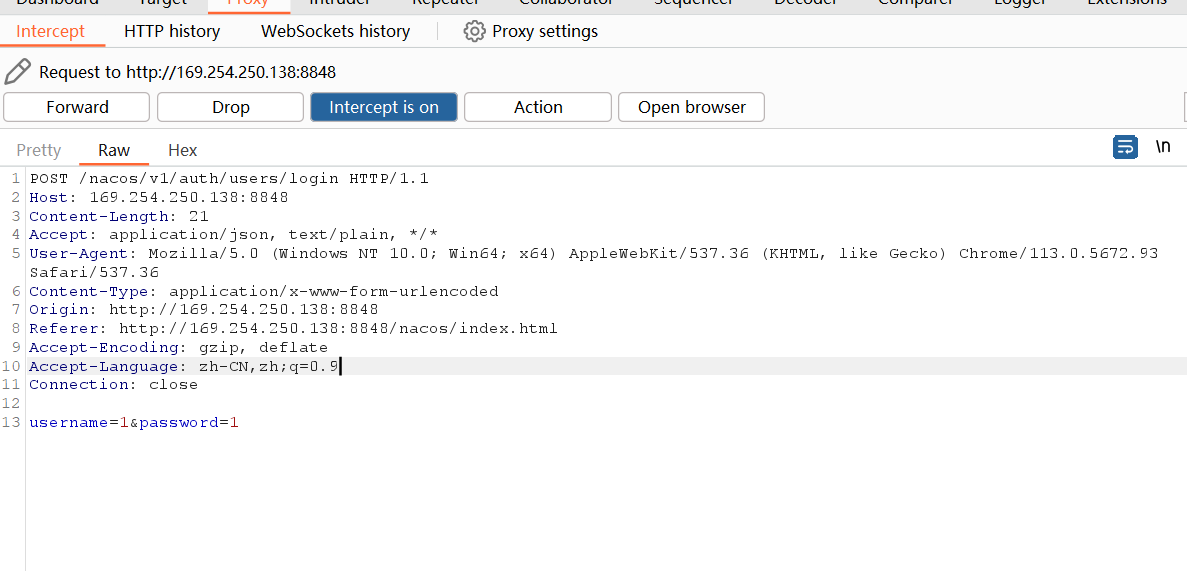 Dashboard Target Proxy Intruder Repeater Collaborator Sequencer Decoder Comparer Logger Extensions
Intercept HTTP history WebSockets history Proxy settings
Request to http://169.254.250.138:8848
Forward Drop Intercept is on Action Open browser
Pretty Raw Hex \n
1 POST /nacos/v1/auth/users/login HTTP/1.1
2 Host: 169.254.250.138:8848
3 Content-Length: 21
4 Accept: application/json, text/plain, */*
5 User-Agent: Mozilla/5.0 (Windows NT 10.0; Win64; x64) AppleWebKit/537.36 (KHTML, like Gecko) Chrome/113.0.5672.93
Safari/537.36
6 Content-Type: application/x-www-form-urlencoded
7 Origin: http://169.254.250.138:8848
8 Referer: http://169.254.250.138:8848/nacos/index.html
9 Accept-Encoding: gzip, deflate
10 Accept-Language: zh-CN,zh;q=0.9
11 Connection: close
12
13 username=1&password=1